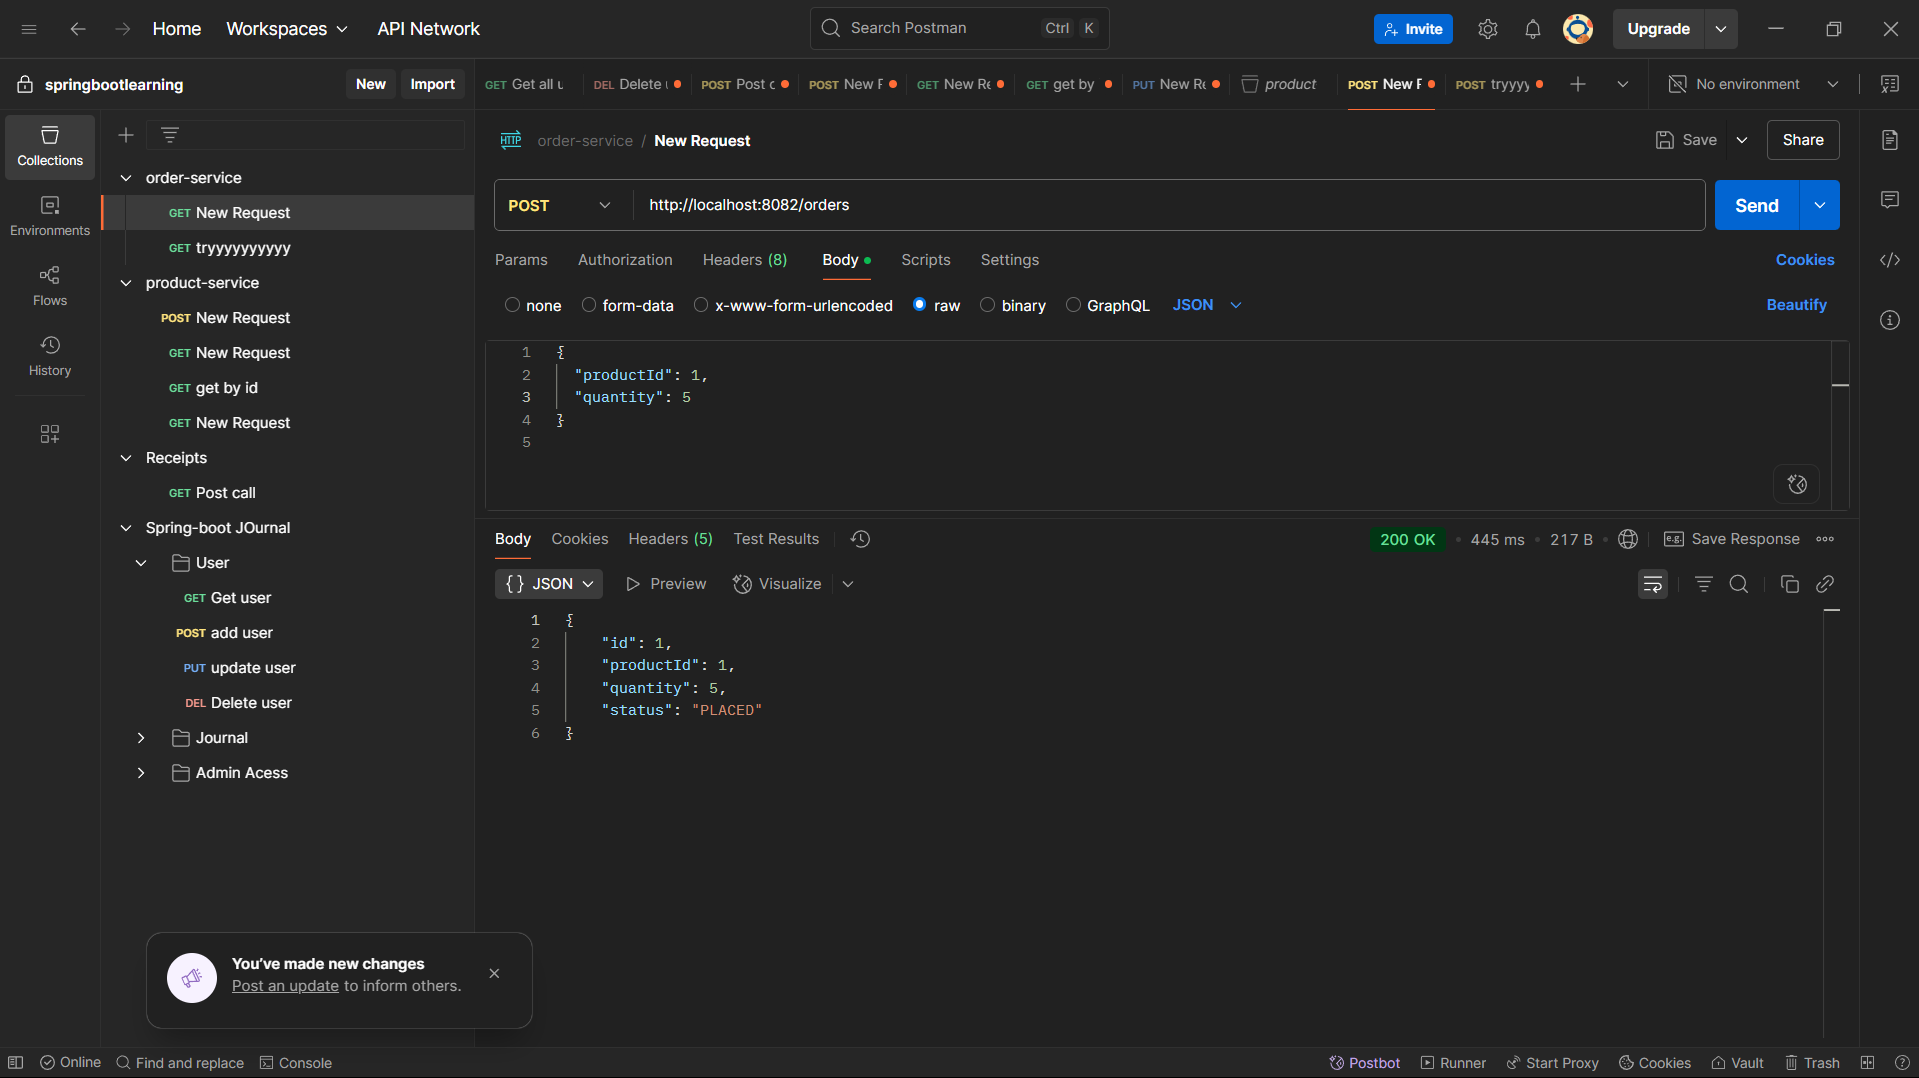 Home Workspaces API Network
Search Postman Ctrl K
Invite Upgrade
springbootlearning New Import
GET Get all u DEL Delete POST Post c POST New F GET New Re GET get by PUT New Re product POST New F POST tryyyy No environment
Collections
Environments
Flows
History
order-service
GET New Request
GET tryyyyyyyyyy
product-service
POST New Request
GET New Request
GET get by id
GET New Request
Receipts
GET Post call
Spring-boot JOurnal
User
GET Get user
POST add user
PUT update user
DEL Delete user
Journal
Admin Acess
HTTP order-service / New Request Save Share
POST http://localhost:8082/orders Send
Params Authorization Headers (8) Body Scripts Settings Cookies
none form-data x-www-form-urlencoded raw binary GraphQL JSON Beautify
1 {
2 "productId": 1,
3 "quantity": 5
4 }
5
Body Cookies Headers (5) Test Results 200 OK 445 ms 217 B e.g. Save Response
{} JSON Preview Visualize
1 {
2 "id": 1,
3 "productId": 1,
4 "quantity": 5,
5 "status": "PLACED"
6 }
You've made new changes
Post an update to inform others.
Online Find and replace Console Postbot Runner Start Proxy Cookies Vault Trash